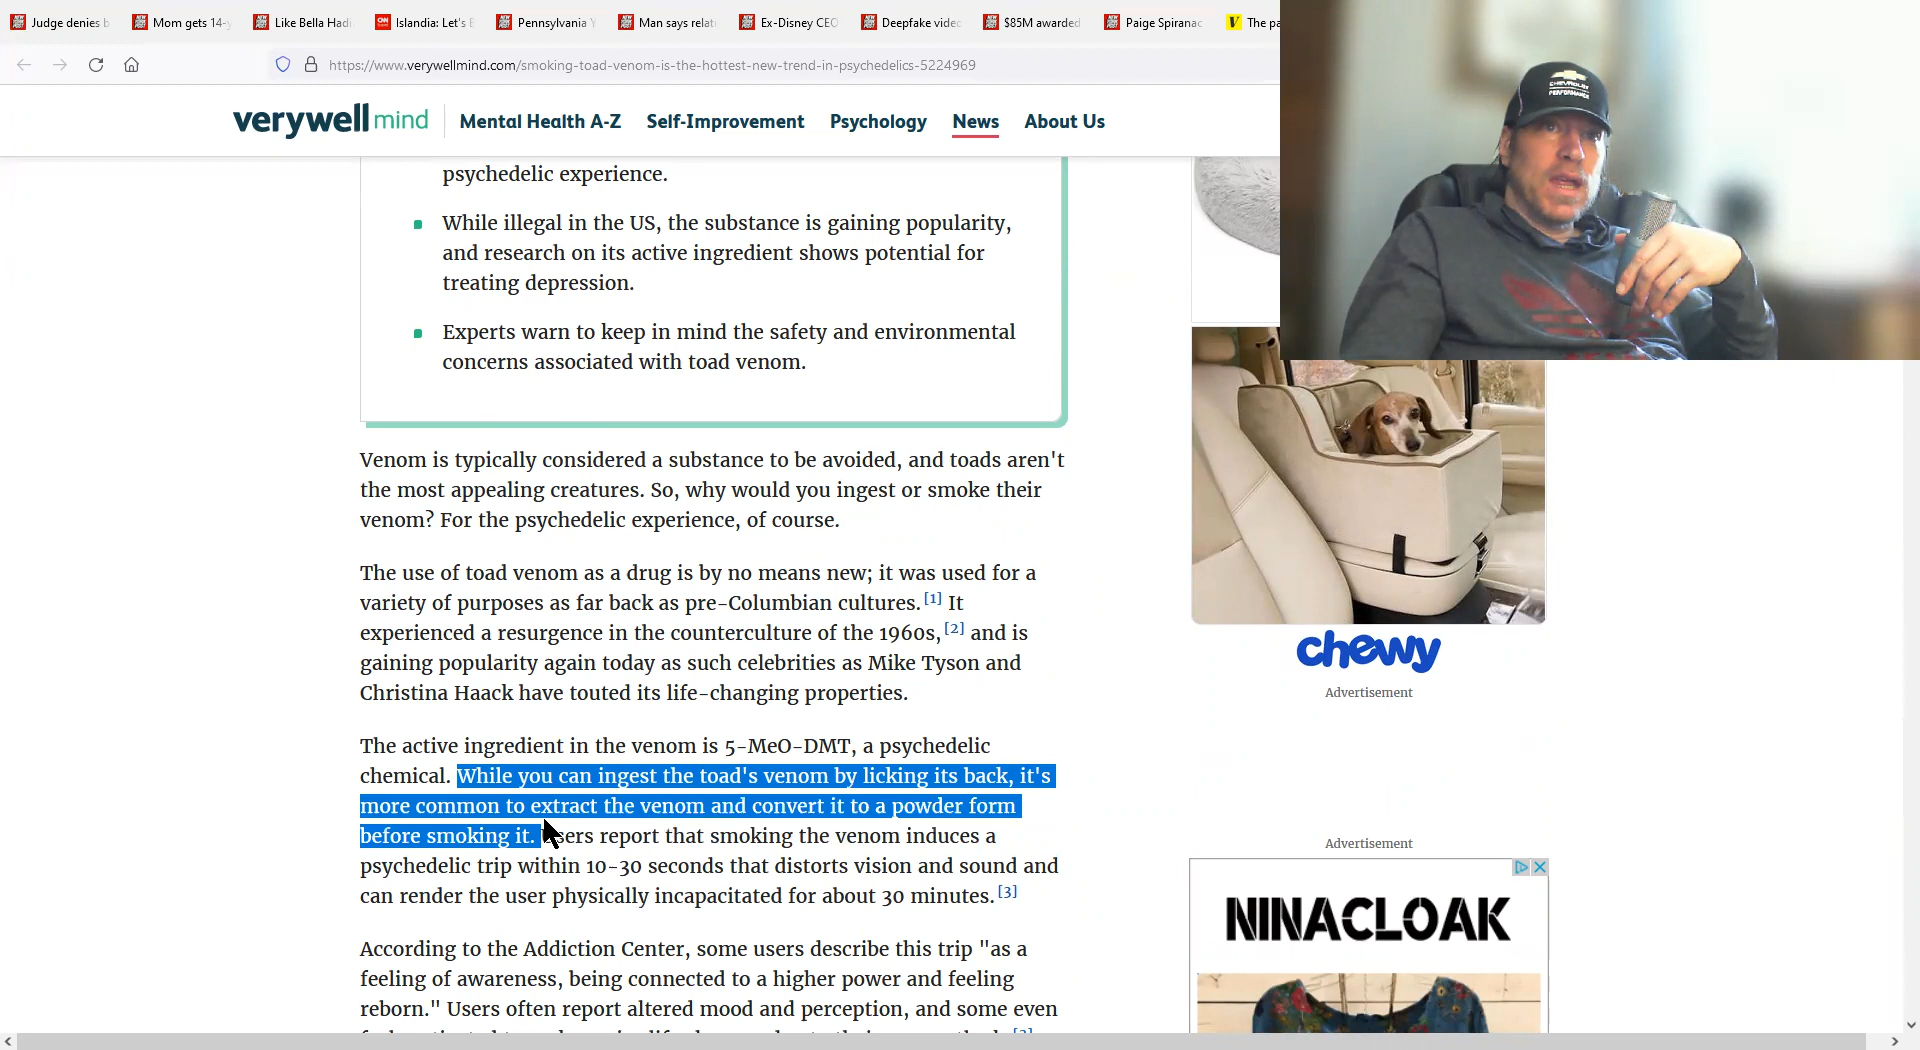 Judge denies b
Mom gets 14-y
Like Bella Hadi
Islandia: Let's E
Pennsylvania Y
Man says relati
Ex-Disney CEO
Deepfake vide
$85M awarded
Paige Spiranac
The pa
https://www.verywellmind.com/smoking-toad-venom-is-the-hottest-new-trend-in-psychedelics-5224969
verywell mind
Mental Health A-Z
Self-Improvement
Psychology
News
About Us
psychedelic experience.
While illegal in the US, the substance is gaining popularity,
and research on its active ingredient shows potential for
treating depression.
Experts warn to keep in mind the safety and environmental
concerns associated with toad venom.
Venom is typically considered a substance to be avoided, and toads aren't
the most appealing creatures. So, why would you ingest or smoke their
venom? For the psychedelic experience, of course.
The use of toad venom as a drug is by no means new; it was used for a
variety of purposes as far back as pre-Columbian cultures.[1] It
experienced a resurgence in the counterculture of the 1960s,[2] and is
gaining popularity again today as such celebrities as Mike Tyson and
Christina Haack have touted its life-changing properties.
The active ingredient in the venom is 5-MeO-DMT, a psychedelic
chemical. While you can ingest the toad's venom by licking its back, it's
more common to extract the venom and convert it to a powder form
before smoking it. Users report that smoking the venom induces a
psychedelic trip within 10-30 seconds that distorts vision and sound and
can render the user physically incapacitated for about 30 minutes.[3]
According to the Addiction Center, some users describe this trip "as a
feeling of awareness, being connected to a higher power and feeling
reborn." Users often report altered mood and perception, and some even
CHEVROLET
PERFORMANCE
chewy
Advertisement
Advertisement
NINACLOAK